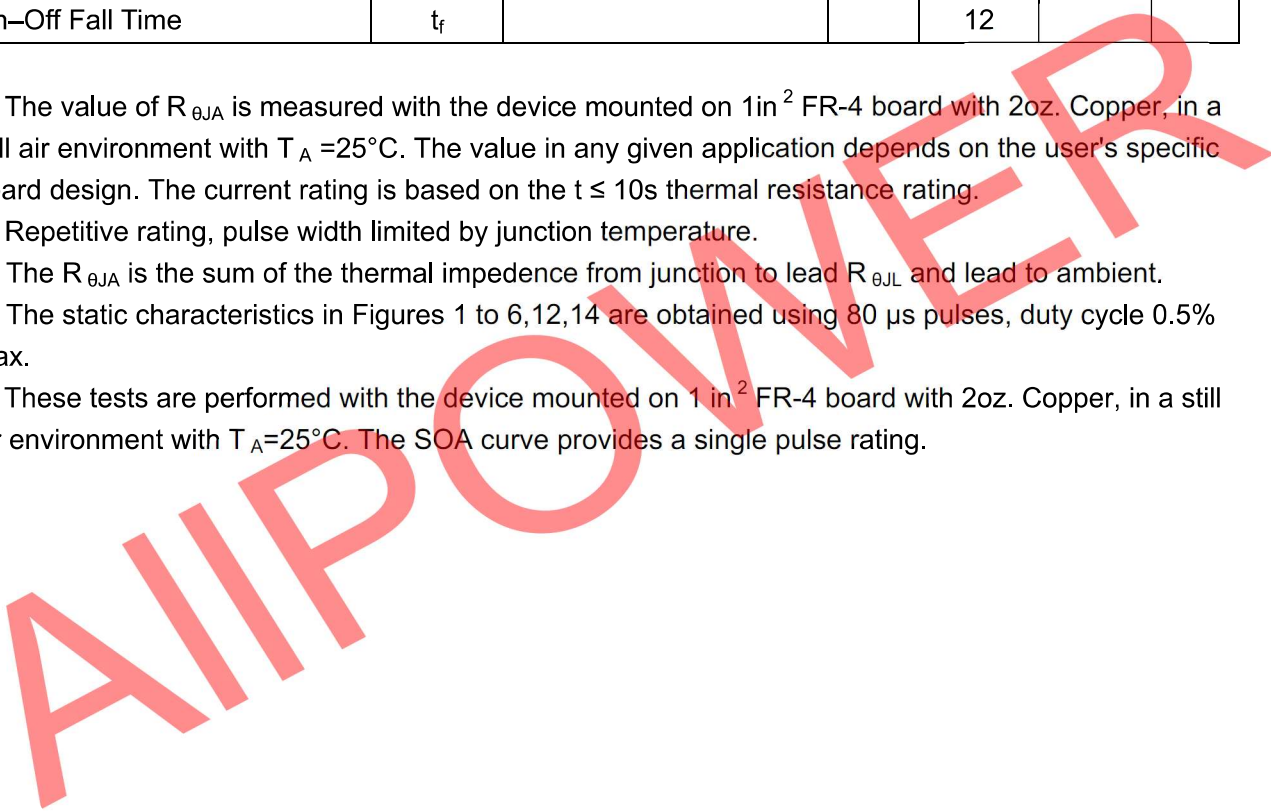 n–Off Fall Time tf 12
The value of R θJA is measured with the device mounted on 1in 2 FR-4 board with 2oz. Copper, in a
ll air environment with T A =25°C. The value in any given application depends on the user's specific
ard design. The current rating is based on the t ≤ 10s thermal resistance rating.
Repetitive rating, pulse width limited by junction temperature.
The R θJA is the sum of the thermal impedence from junction to lead R θJL and lead to ambient.
The static characteristics in Figures 1 to 6,12,14 are obtained using 80 µs pulses, duty cycle 0.5%
ax.
These tests are performed with the device mounted on 1 in 2 FR-4 board with 2oz. Copper, in a still
r environment with T A=25°C. The SOA curve provides a single pulse rating.
AllPOWER